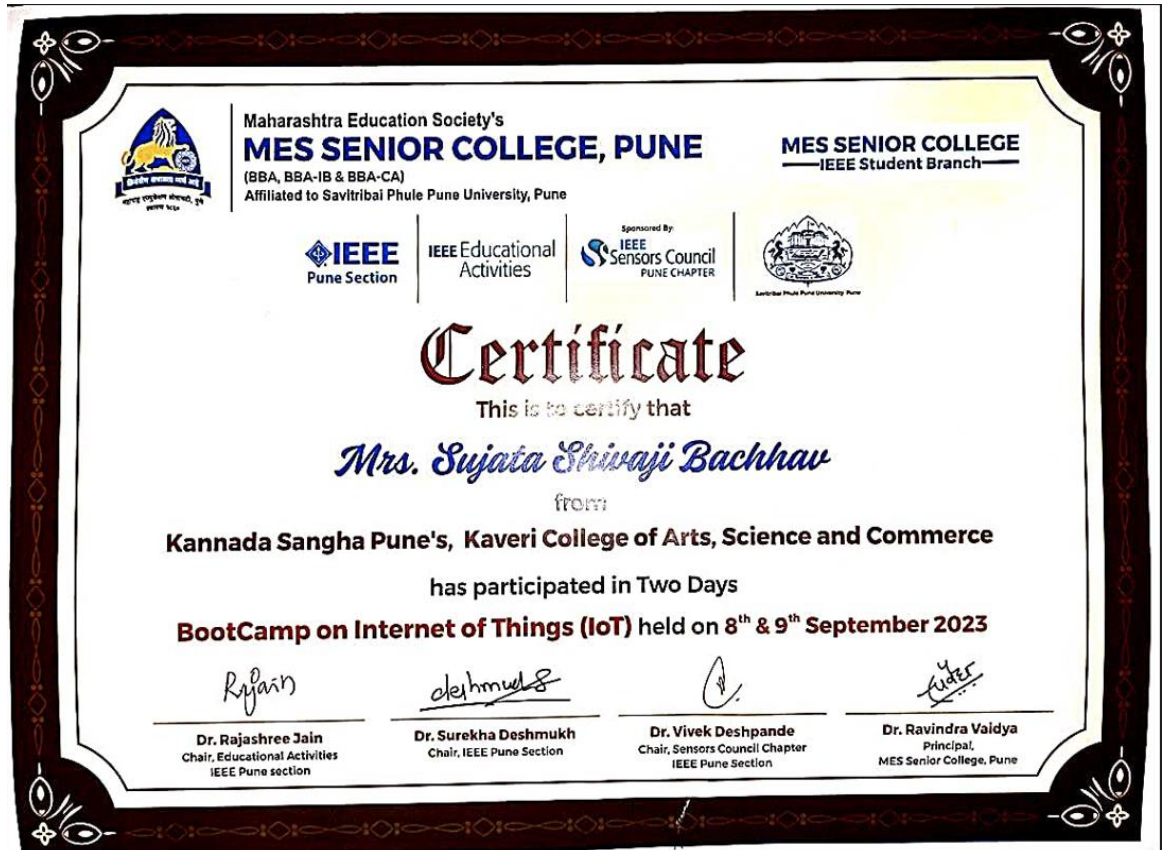 Maharashtra Education Society's
MES SENIOR COLLEGE, PUNE
(BBA, BBA-IB & BBA-CA)
Affiliated to Savitribai Phule Pune University, Pune
MES SENIOR COLLEGE
IEEE Student Branch
IEEE
Pune Section
IEEE Educational
Activities
Sponsored By:
IEEE
Sensors Council
PUNE CHAPTER
Savitribai Phule Pune University Pune
Certificate
This is to certify that
Mrs. Sujata Shivaji Bachhav
from
Kannada Sangha Pune's, Kaveri College of Arts, Science and Commerce
has participated in Two Days
BootCamp on Internet of Things (IoT) held on 8th & 9th September 2023
Dr. Rajashree Jain
Chair, Educational Activities
IEEE Pune section
Dr. Surekha Deshmukh
Chair, IEEE Pune Section
Dr. Vivek Deshpande
Chair, Sensors Council Chapter
IEEE Pune Section
Dr. Ravindra Vaidya
Principal,
MES Senior College, Pune